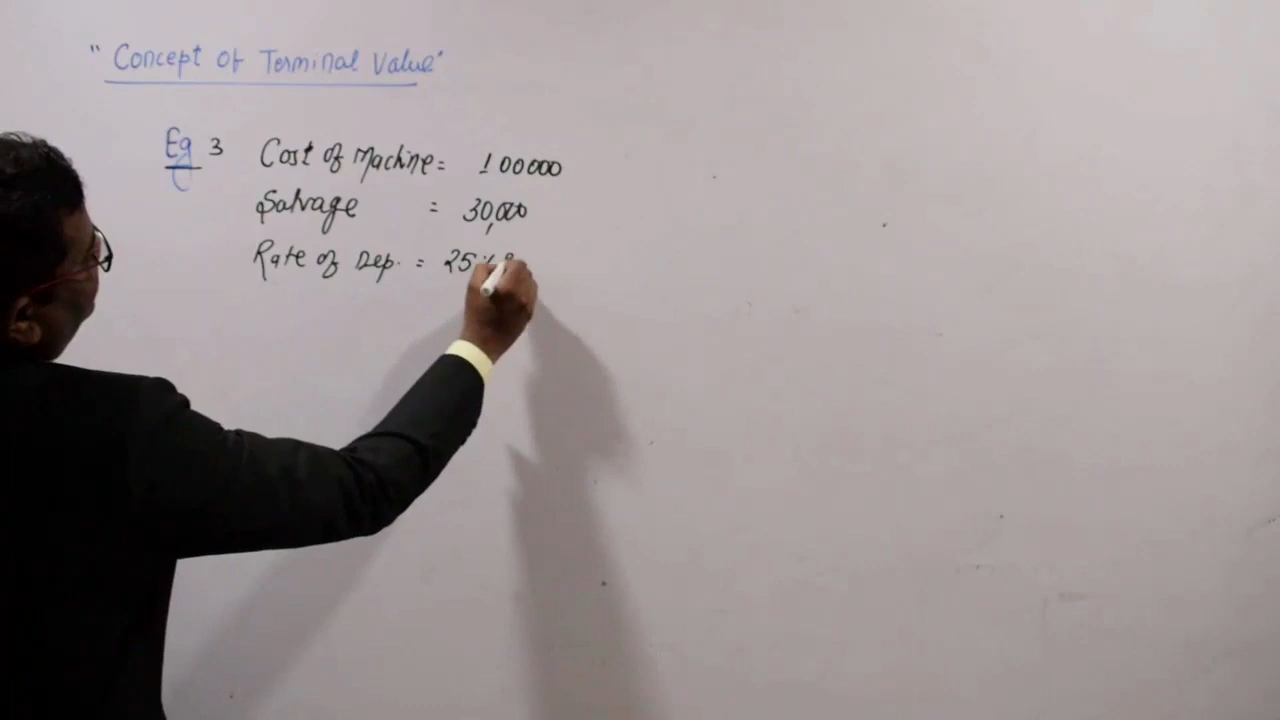 "Concept of Terminal Value"
Eg 3 Cost of Machine = 100000
Salvage = 30,000
Rate of Dep. = 25%